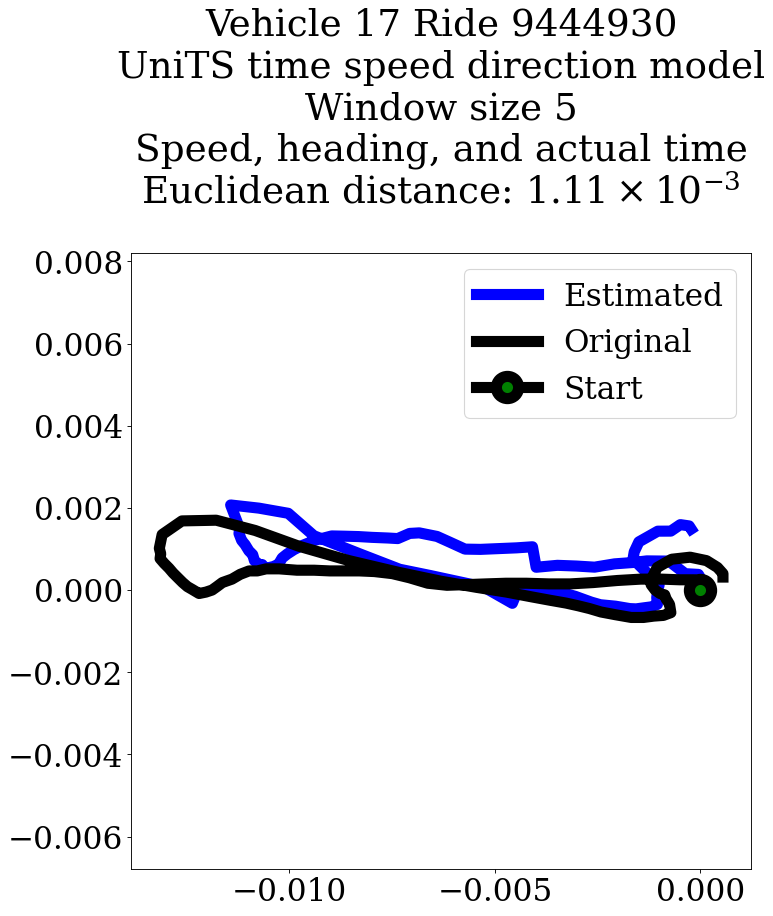 Vehicle 17 Ride 9444930
UniTS time speed direction model
Window size 5
Speed, heading, and actual time
Euclidean distance: 1.11 × 10⁻³
0.008
Estimated
0.006
Original
0.004
Start
0.002
0.000
−0.002
−0.004
−0.006
−0.010 −0.005 0.000